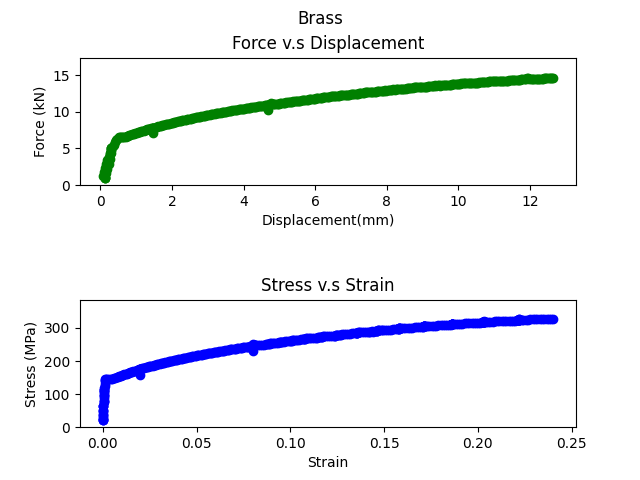 Brass
Force v.s Displacement
15
10
5
0
Force (kN)
0 2 4 6 8 10 12
Displacement(mm)
Stress v.s Strain
300
200
100
0
Stress (MPa)
0.00 0.05 0.10 0.15 0.20 0.25
Strain